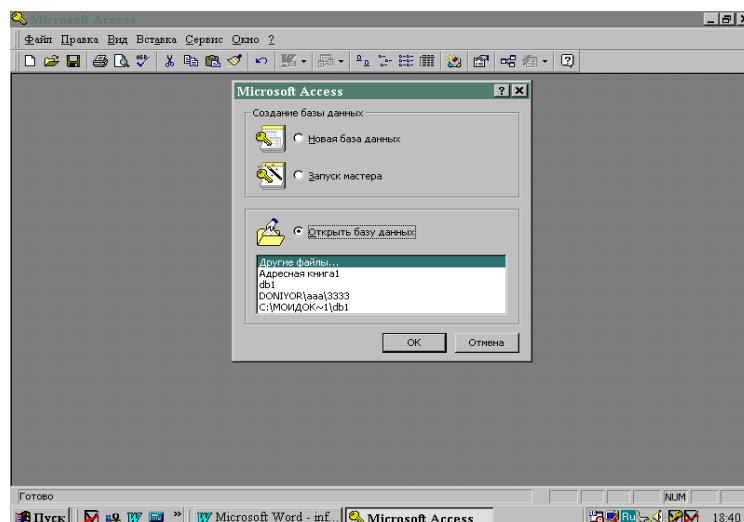 Microsoft Access
Файл Правка Вид Вставка Сервис Окно ?
Microsoft Access
Создание базы данных
Новая база данных
Запуск мастера
Открыть базу данных
Другие файлы...
Адресная книга1
db1
DONIYOR\aaa\3333
C:\МОИДОК~1\db1
ОК Отмена
Готово NUM
Пуск » Microsoft Word - inf... Microsoft Access Ru 18:40